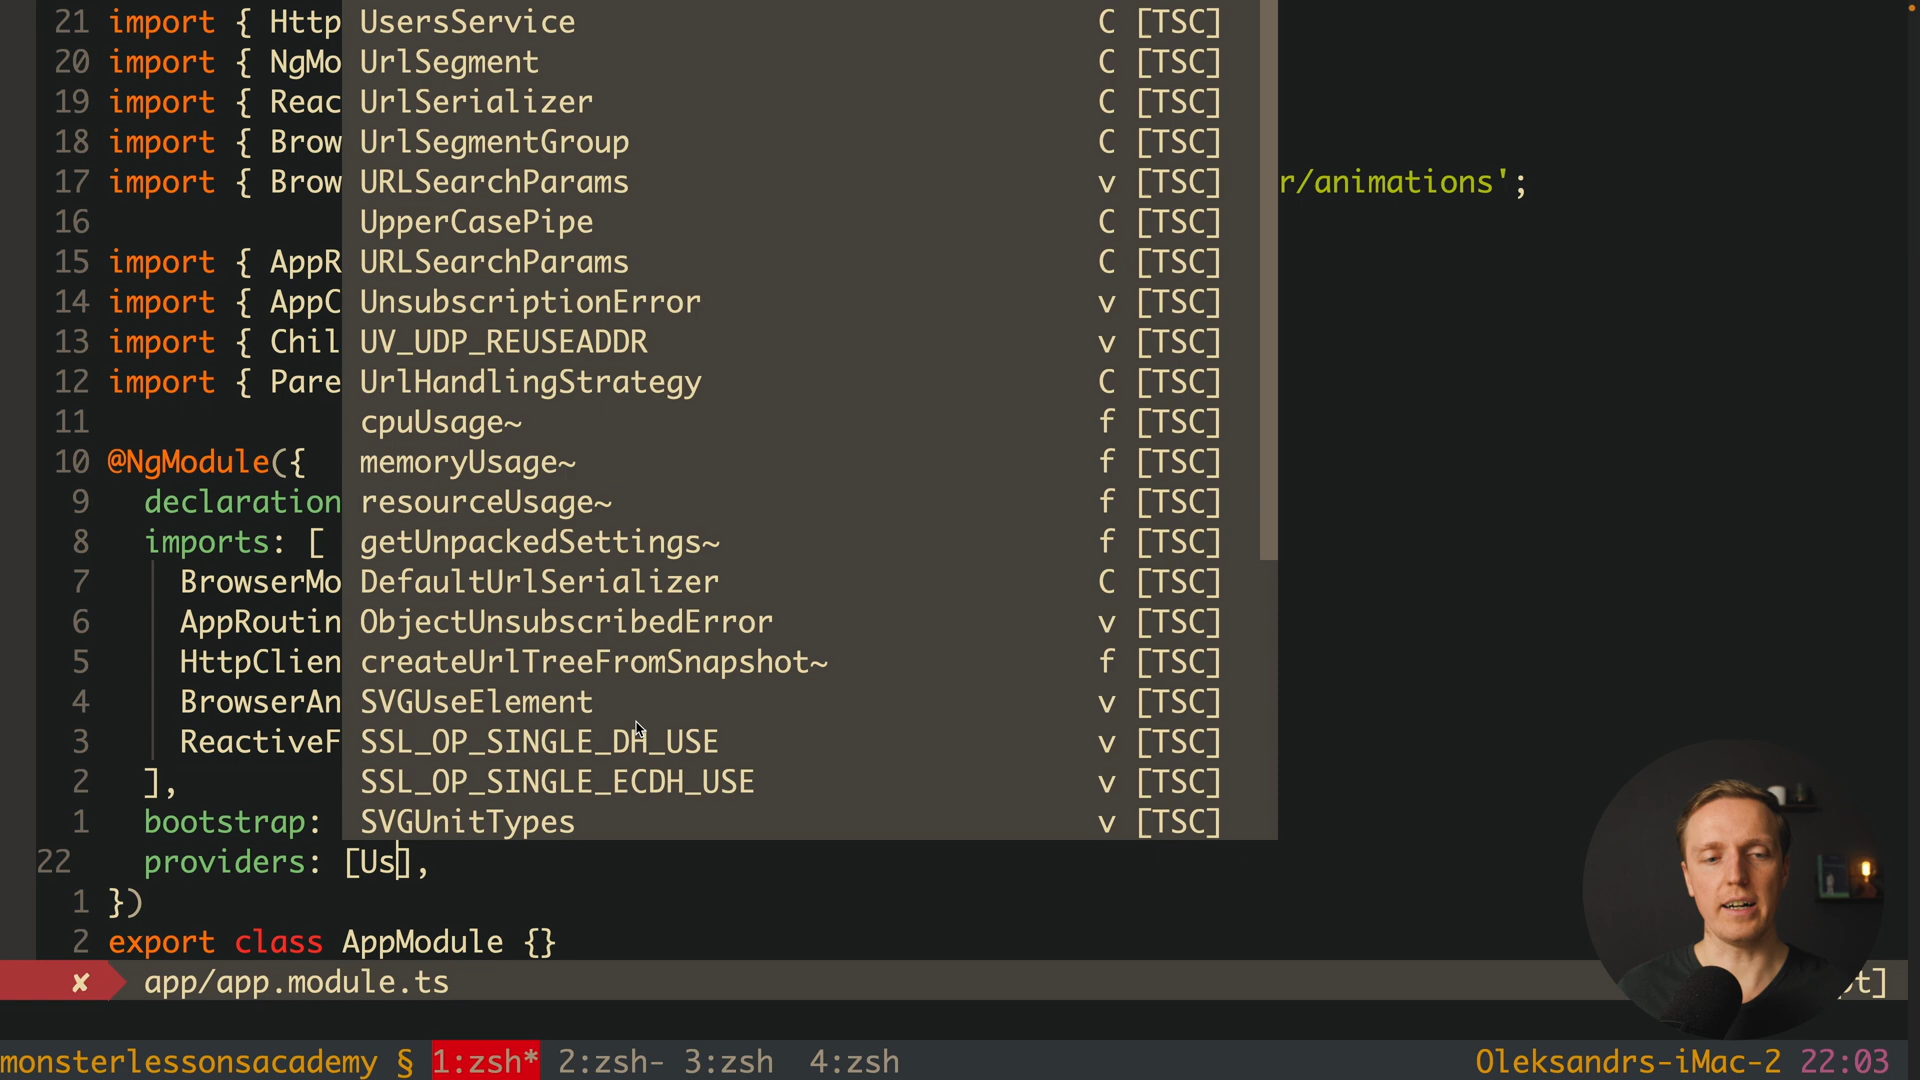 21 import { Http UsersService C [TSC]
20 import { NgMo UrlSegment C [TSC]
19 import { Reac UrlSerializer C [TSC]
18 import { Brow UrlSegmentGroup C [TSC]
17 import { Brow URLSearchParams v [TSC] r/animations';
16 UpperCasePipe C [TSC]
15 import { AppR URLSearchParams C [TSC]
14 import { AppC UnsubscriptionError v [TSC]
13 import { Chil UV_UDP_REUSEADDR v [TSC]
12 import { Pare UrlHandlingStrategy C [TSC]
11 cpuUsage~ f [TSC]
10 @NgModule({ memoryUsage~ f [TSC]
9 declaration resourceUsage~ f [TSC]
8 imports: [ getUnpackedSettings~ f [TSC]
7 BrowserMo DefaultUrlSerializer C [TSC]
6 AppRoutin ObjectUnsubscribedError v [TSC]
5 HttpClien createUrlTreeFromSnapshot~ f [TSC]
4 BrowserAn SVGUseElement v [TSC]
3 ReactiveF SSL_OP_SINGLE_DH_USE v [TSC]
2 ], SSL_OP_SINGLE_ECDH_USE v [TSC]
1 bootstrap: SVGUnitTypes v [TSC]
22 providers: [Us],
1 })
2 export class AppModule {}
✘ app/app.module.ts t]
monsterlessonsacademy § 1:zsh* 2:zsh- 3:zsh 4:zsh Oleksandrs-iMac-2 22:03